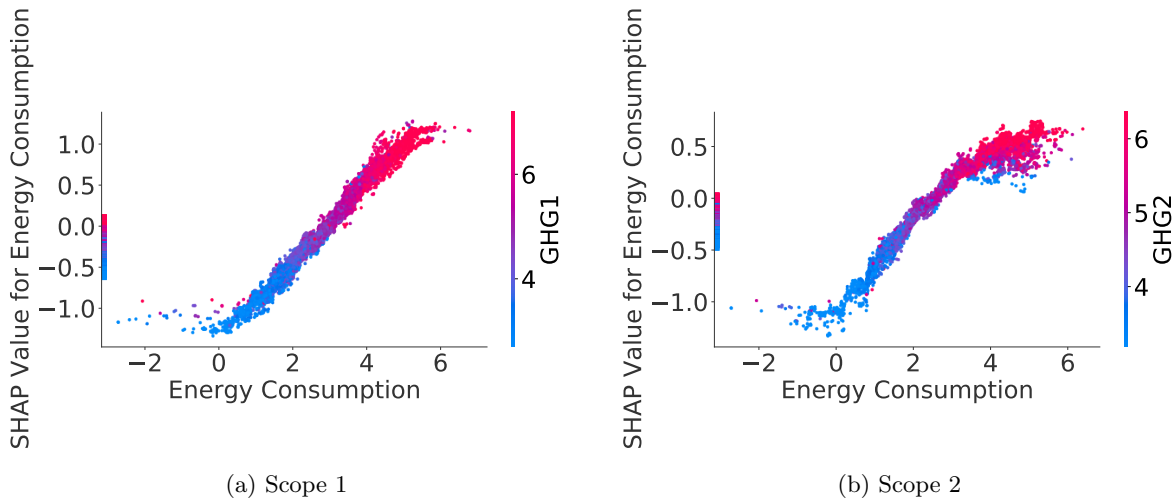 SHAP Value for Energy Consumption
1.0
0.5
0.0
−0.5
−1.0
−2 0 2 4 6
Energy Consumption
6
4
GHG1
(a) Scope 1
SHAP Value for Energy Consumption
0.5
0.0
−0.5
−1.0
−2 0 2 4 6
Energy Consumption
6
5
4
GHG2
(b) Scope 2